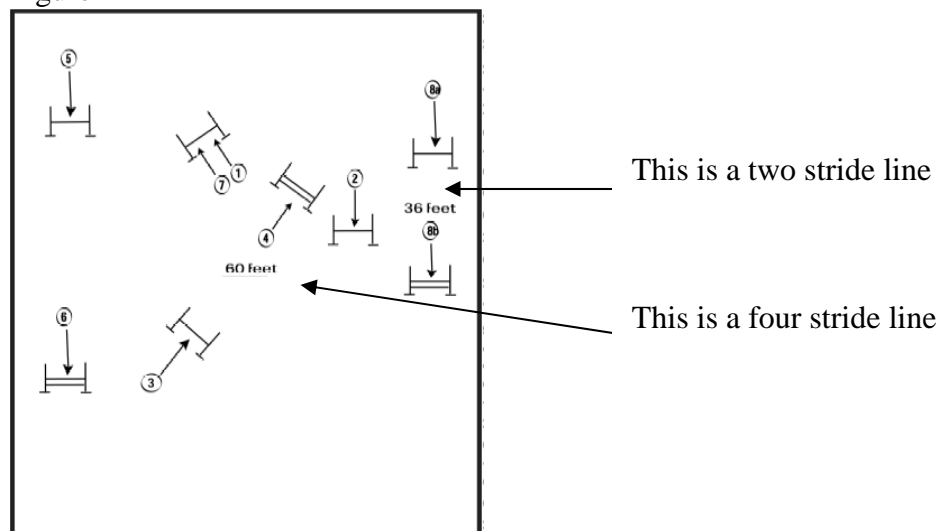 5
8a
7
1
2
This is a two stride line
36 feet
4
8b
60 feet
6
This is a four stride line
3